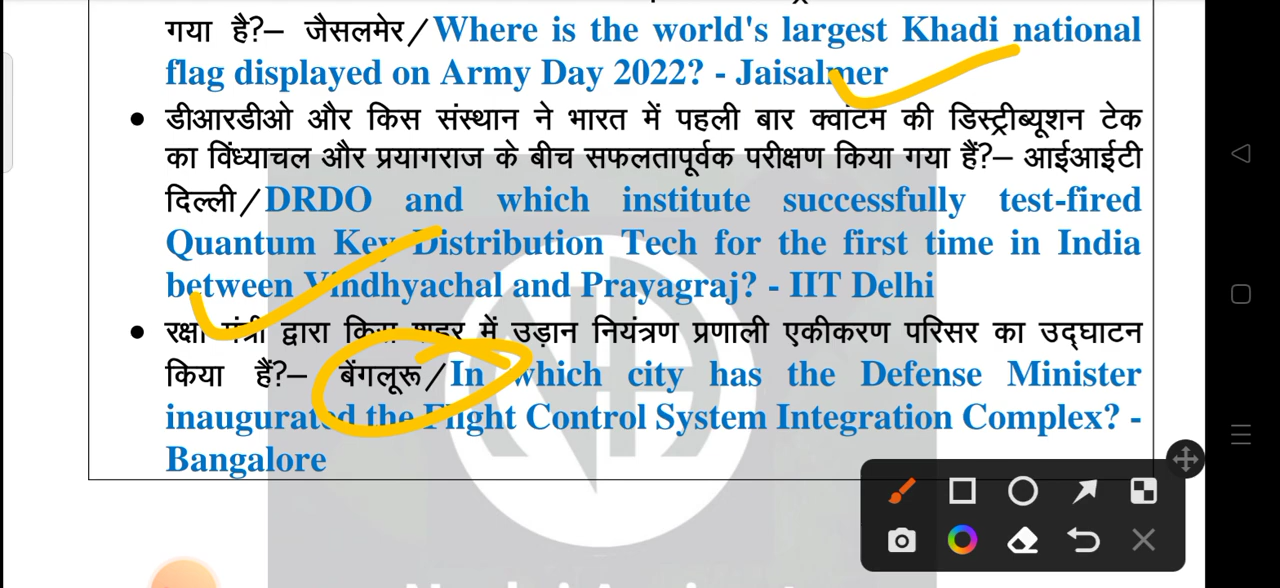 गया है?– जैसलमेर/Where is the world's largest Khadi national
flag displayed on Army Day 2022? - Jaisalmer
• डीआरडीओ और किस संस्थान ने भारत में पहली बार क्वांटम की डिस्ट्रीब्यूशन टेक
का विंध्याचल और प्रयागराज के बीच सफलतापूर्वक परीक्षण किया गया हैं?– आईआईटी
दिल्ली/DRDO and which institute successfully test-fired
Quantum Key Distribution Tech for the first time in India
between Vindhyachal and Prayagraj? - IIT Delhi
• रक्षा मंत्री द्वारा किस शहर में उड़ान नियंत्रण प्रणाली एकीकरण परिसर का उद्घाटन
किया हैं?– बेंगलूरू/In which city has the Defense Minister
inaugurated the Flight Control System Integration Complex? -
Bangalore